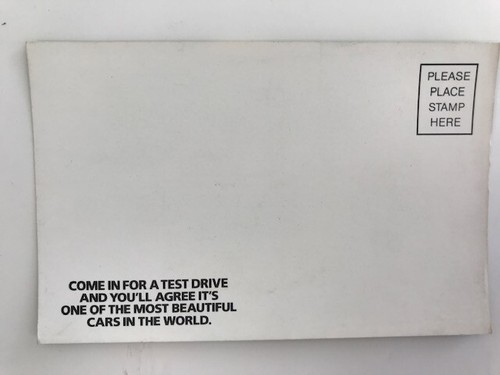 PLEASE
PLACE
STAMP
HERE
COME IN FOR A TEST DRIVE
AND YOU'LL AGREE IT'S
ONE OF THE MOST BEAUTIFUL
CARS IN THE WORLD.